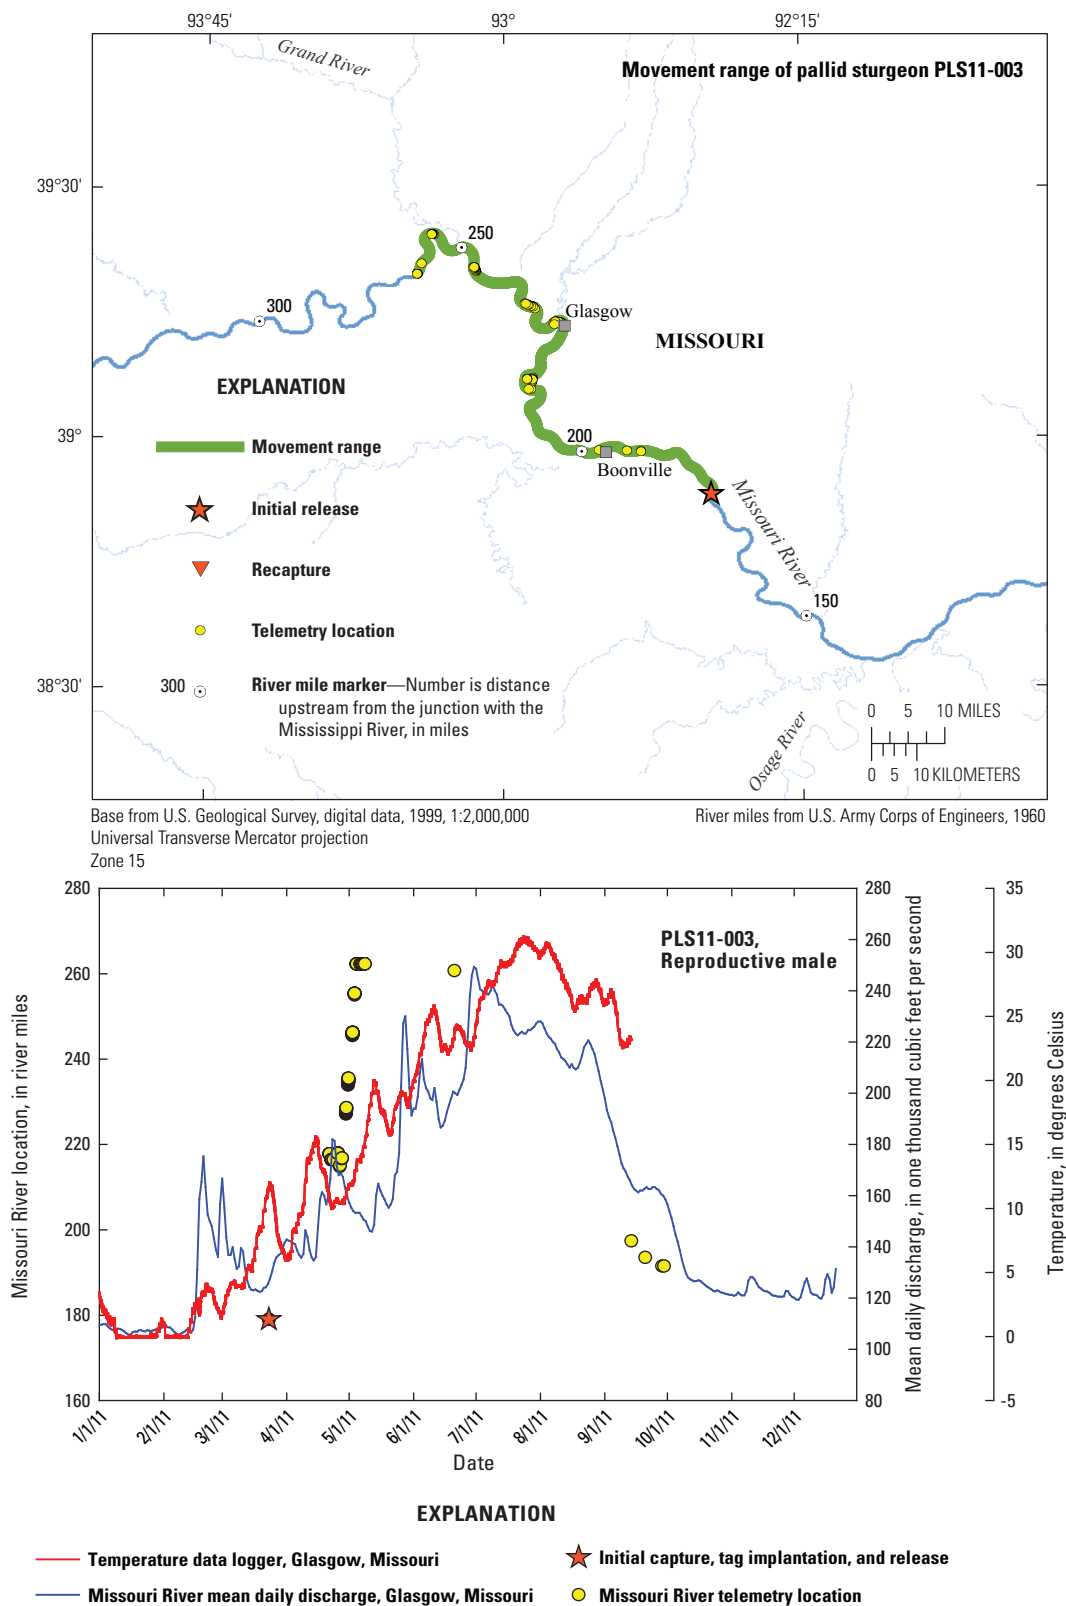 93°45'
93°
92°15'
Grand River
Movement range of pallid sturgeon PLS11-003
39°30'
250
300
Glasgow
MISSOURI
EXPLANATION
39°
Movement range
200
Boonville
Missouri River
Initial release
Recapture
150
Telemetry location
38°30'
300
River mile marker—Number is distance
upstream from the junction with the
Mississippi River, in miles
Osage River
0 5 10 MILES
0 5 10 KILOMETERS
Base from U.S. Geological Survey, digital data, 1999, 1:2,000,000
River miles from U.S. Army Corps of Engineers, 1960
Universal Transverse Mercator projection
Zone 15
280
260
240
220
200
180
160
Missouri River location, in river miles
PLS11-003,
Reproductive male
280
260
240
220
200
180
160
140
120
100
80
Mean daily discharge, in one thousand cubic feet per second
35
30
25
20
15
10
5
0
-5
Temperature, in degrees Celsius
1/1/11
2/1/11
3/1/11
4/1/11
5/1/11
6/1/11
7/1/11
8/1/11
9/1/11
10/1/11
11/1/11
12/1/11
Date
EXPLANATION
Temperature data logger, Glasgow, Missouri
Initial capture, tag implantation, and release
Missouri River mean daily discharge, Glasgow, Missouri
Missouri River telemetry location